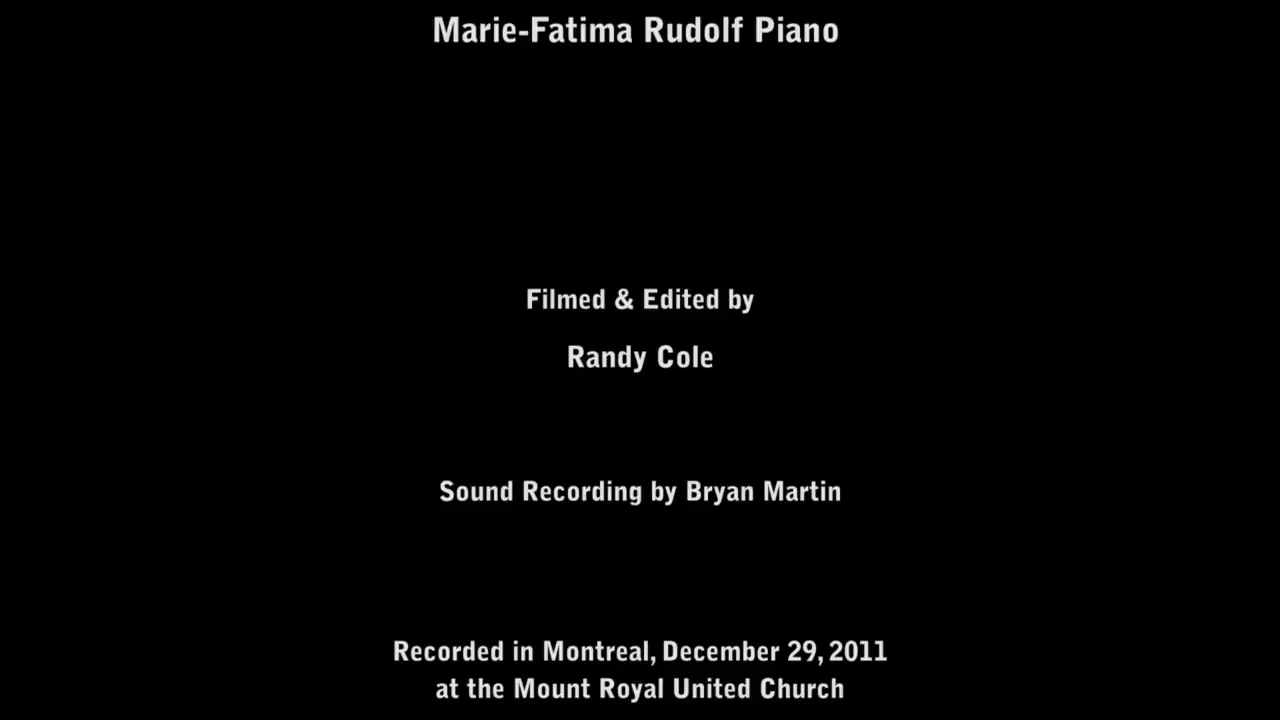 Marie-Fatima Rudolf Piano
Filmed & Edited by
Randy Cole
Sound Recording by Bryan Martin
Recorded in Montreal, December 29, 2011
at the Mount Royal United Church